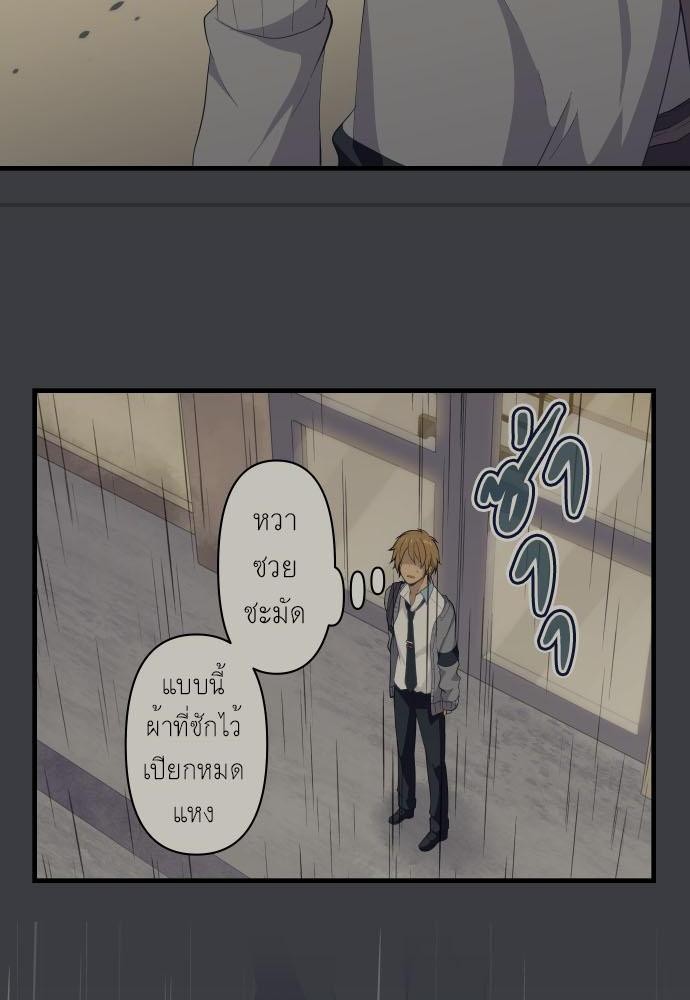 ซ่าาาา
หวา
ซวย
ชะมัด
แบบนี้
ผ้าที่ซักไว้
เปียกหมด
แหง